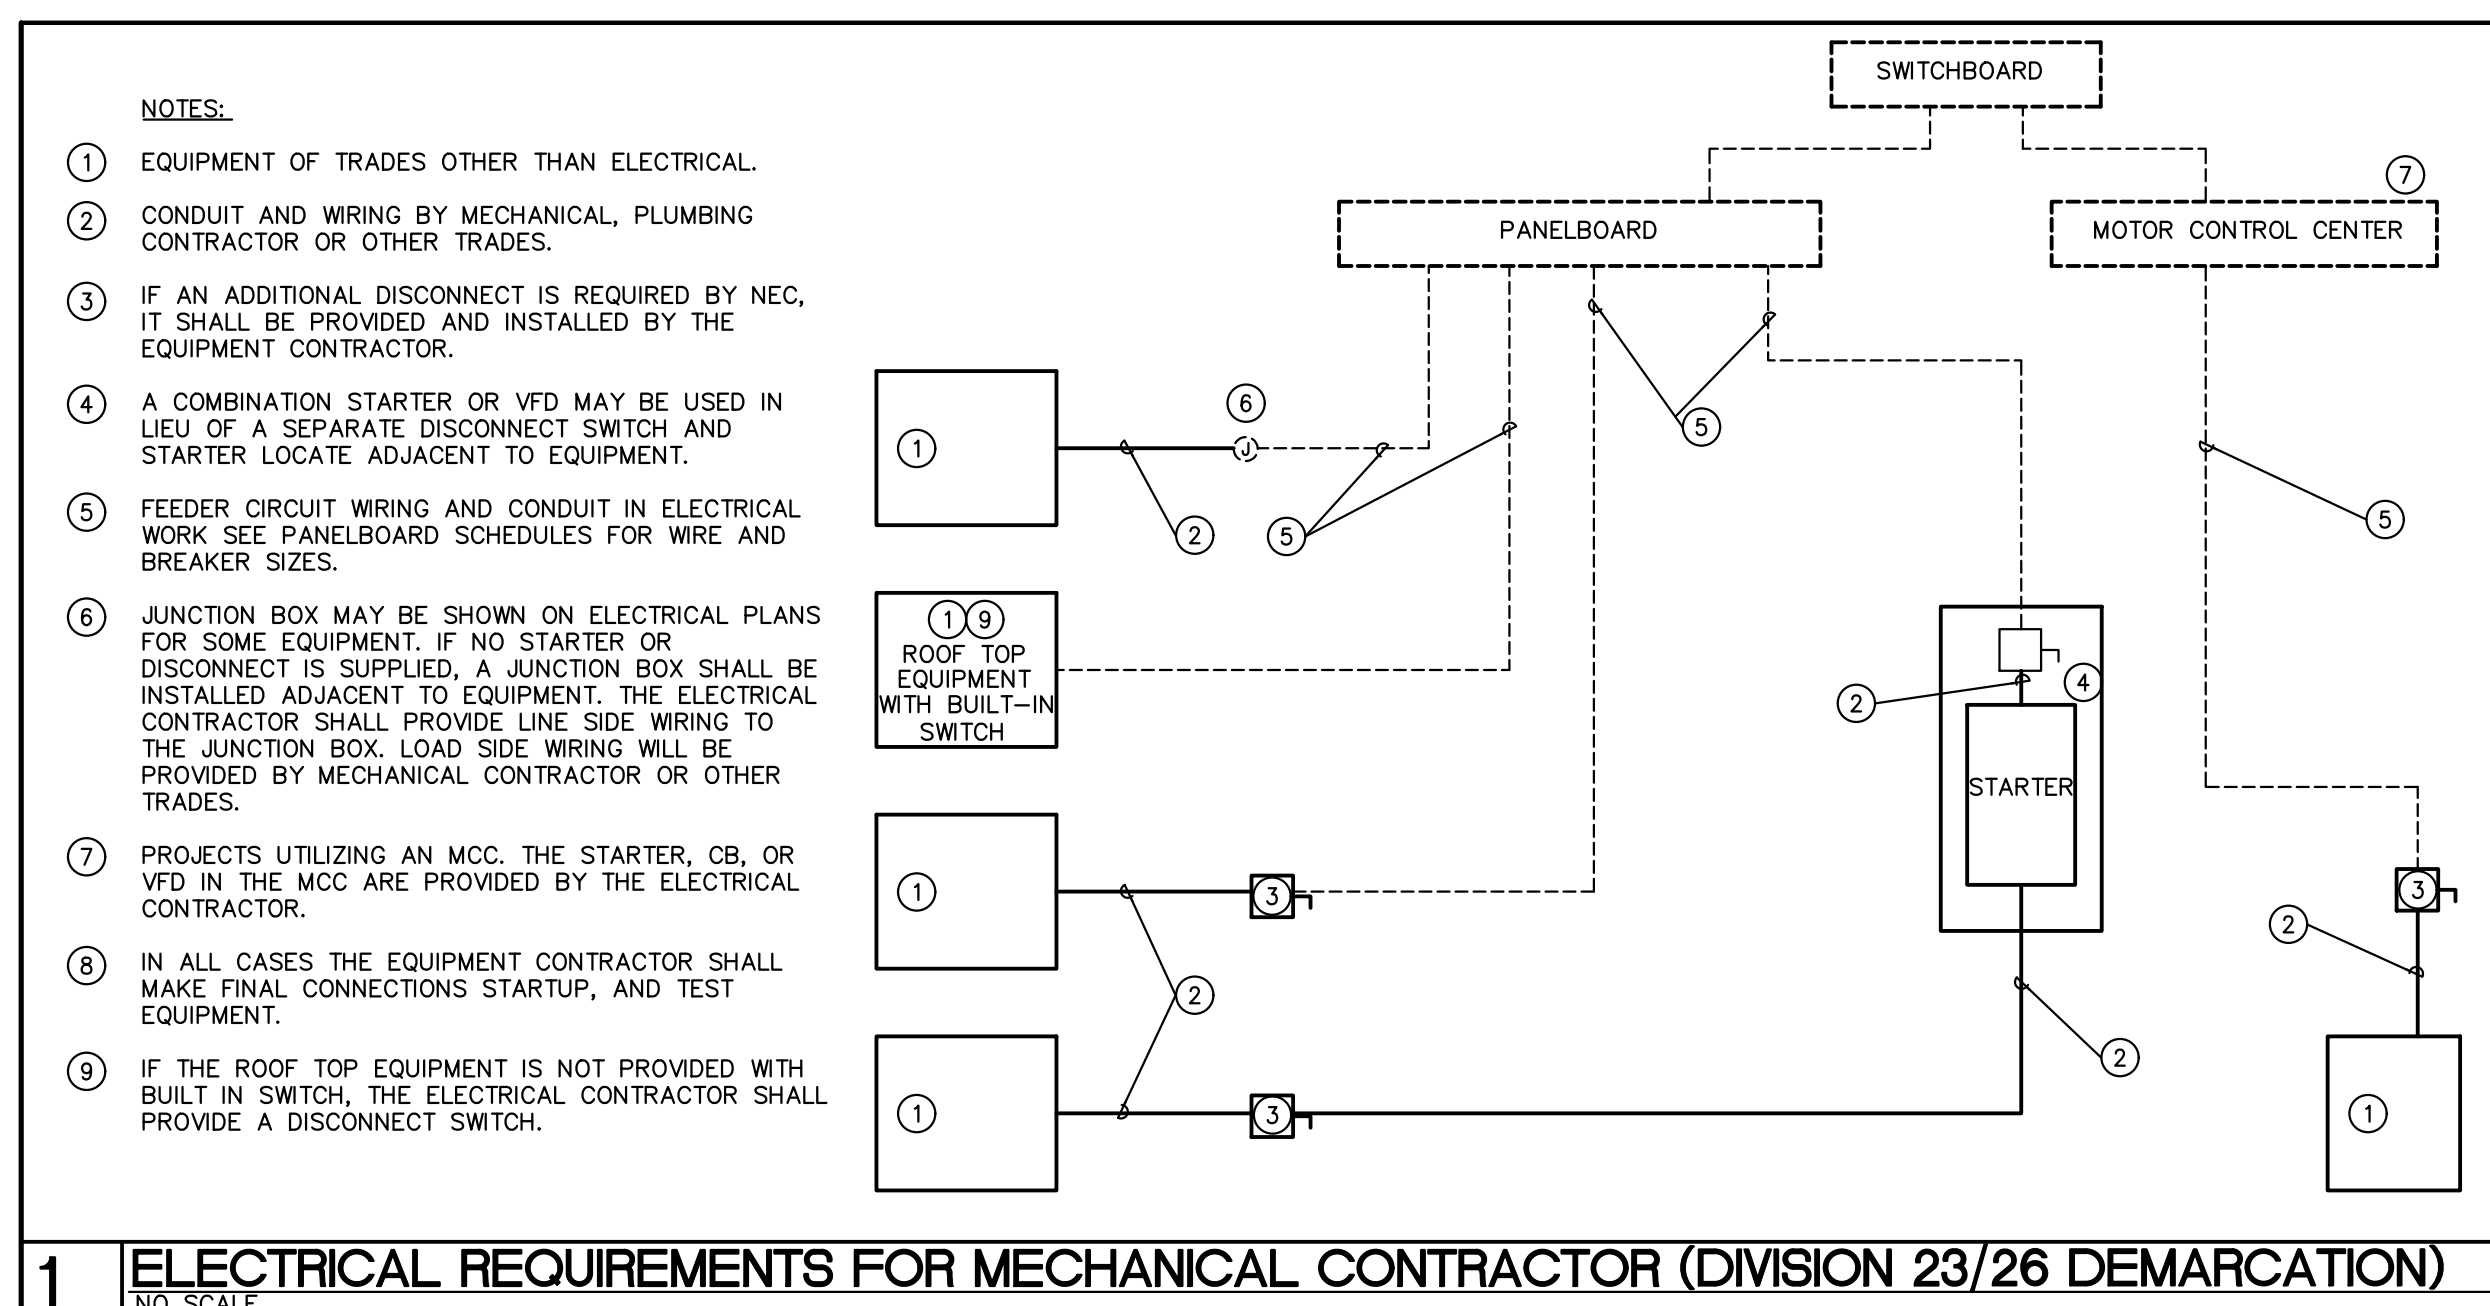 NOTES:
1 EQUIPMENT OF TRADES OTHER THAN ELECTRICAL.
2 CONDUIT AND WIRING BY MECHANICAL, PLUMBING
CONTRACTOR OR OTHER TRADES.
3 IF AN ADDITIONAL DISCONNECT IS REQUIRED BY NEC,
IT SHALL BE PROVIDED AND INSTALLED BY THE
EQUIPMENT CONTRACTOR.
4 A COMBINATION STARTER OR VFD MAY BE USED IN
LIEU OF A SEPARATE DISCONNECT SWITCH AND
STARTER LOCATE ADJACENT TO EQUIPMENT.
5 FEEDER CIRCUIT WIRING AND CONDUIT IN ELECTRICAL
WORK SEE PANELBOARD SCHEDULES FOR WIRE AND
BREAKER SIZES.
6 JUNCTION BOX MAY BE SHOWN ON ELECTRICAL PLANS
FOR SOME EQUIPMENT. IF NO STARTER OR
DISCONNECT IS SUPPLIED, A JUNCTION BOX SHALL BE
INSTALLED ADJACENT TO EQUIPMENT. THE ELECTRICAL
CONTRACTOR SHALL PROVIDE LINE SIDE WIRING TO
THE JUNCTION BOX. LOAD SIDE WIRING WILL BE
PROVIDED BY MECHANICAL CONTRACTOR OR OTHER
TRADES.
7 PROJECTS UTILIZING AN MCC. THE STARTER, CB, OR
VFD IN THE MCC ARE PROVIDED BY THE ELECTRICAL
CONTRACTOR.
8 IN ALL CASES THE EQUIPMENT CONTRACTOR SHALL
MAKE FINAL CONNECTIONS STARTUP, AND TEST
EQUIPMENT.
9 IF THE ROOF TOP EQUIPMENT IS NOT PROVIDED WITH
BUILT IN SWITCH, THE ELECTRICAL CONTRACTOR SHALL
PROVIDE A DISCONNECT SWITCH.
SWITCHBOARD
7
PANELBOARD
MOTOR CONTROL CENTER
6
5
1
J
2
5
5
1 9
ROOF TOP
EQUIPMENT
WITH BUILT-IN
SWITCH
2
4
STARTER
1
3
3
2
2
2
1
3
1
1
ELECTRICAL REQUIREMENTS FOR MECHANICAL CONTRACTOR (DIVISION 23/26 DEMARCATION)
NO SCALE